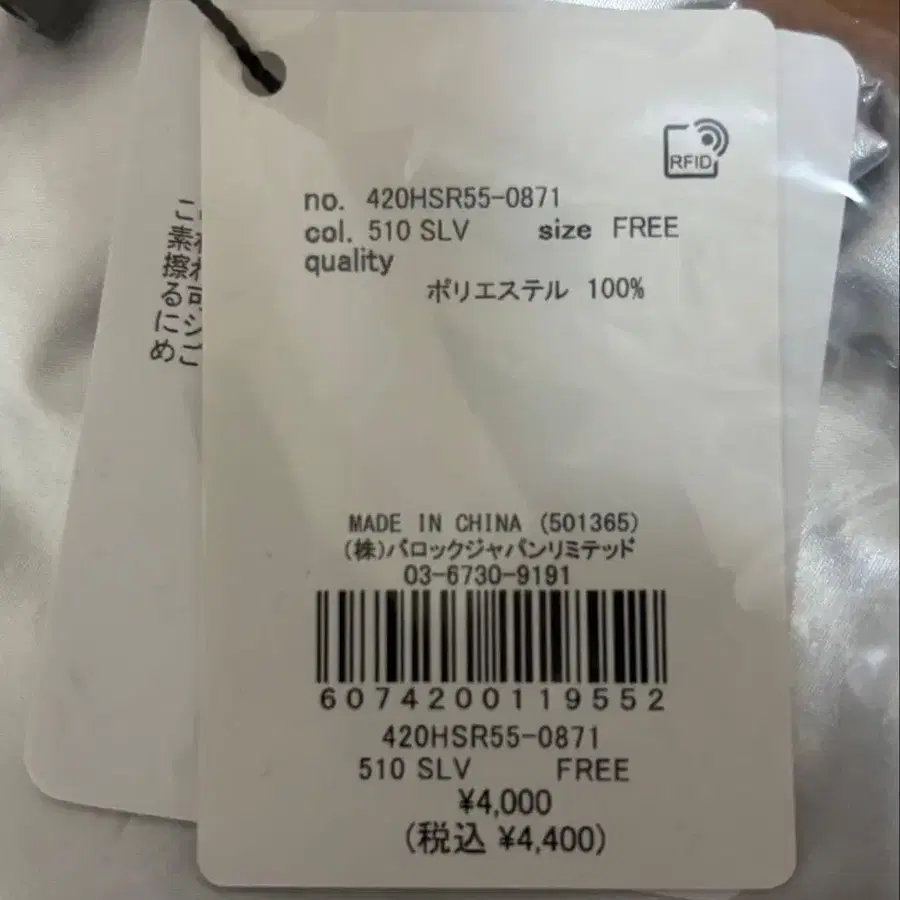 RFID
no. 420HSR55-0871
col. 510 SLV size FREE
quality
ポリエステル 100%
MADE IN CHINA (501365)
(株)バロックジャパンリミテッド
03-6730-9191
6074200119552
420HSR55-0871
510 SLV FREE
¥4,000
(税込 ¥4,400)
素擦るにめ